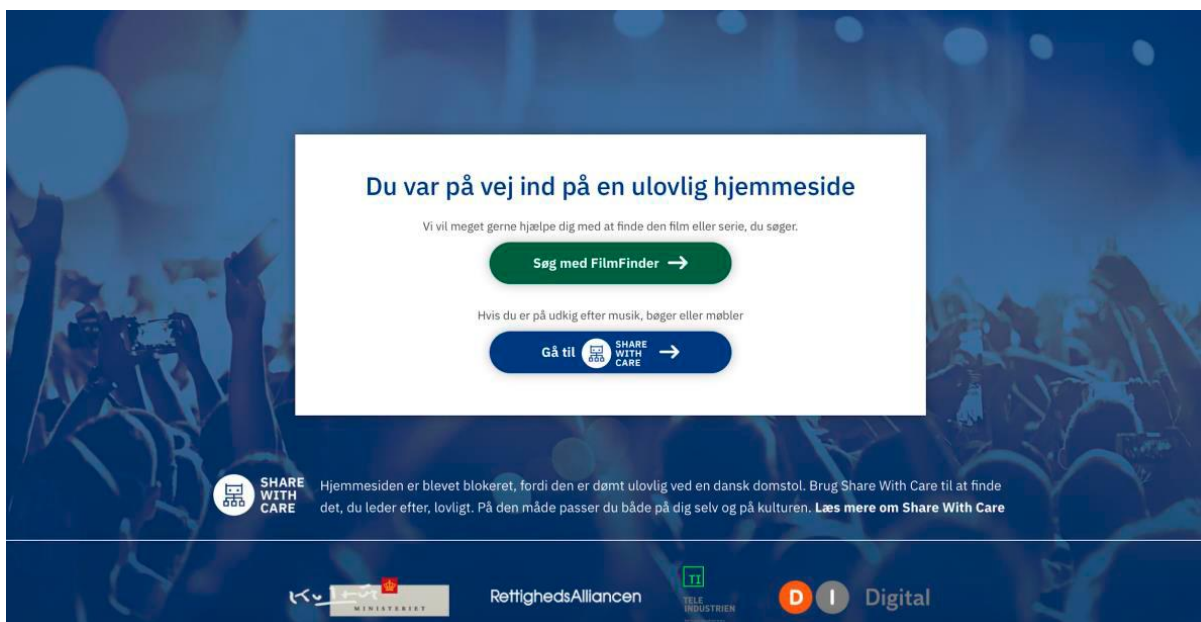 Du var på vej ind på en ulovlig hjemmeside
Vi vil meget gerne hjælpe dig med at finde den film eller serie, du søger.
Søg med FilmFinder →
Hvis du er på udkig efter musik, bøger eller møbler
Gå til SHARE WITH CARE →
SHARE
WITH
CARE
Hjemmesiden er blevet blokeret, fordi den er dømt ulovlig ved en dansk domstol. Brug Share With Care til at finde
det, du leder efter, lovligt. På den måde passer du både på dig selv og på kulturen. Læs mere om Share With Care
Kultur
MINISTERIET
RettighedsAlliancen
TI
TELE
INDUSTRIEN
DI Digital